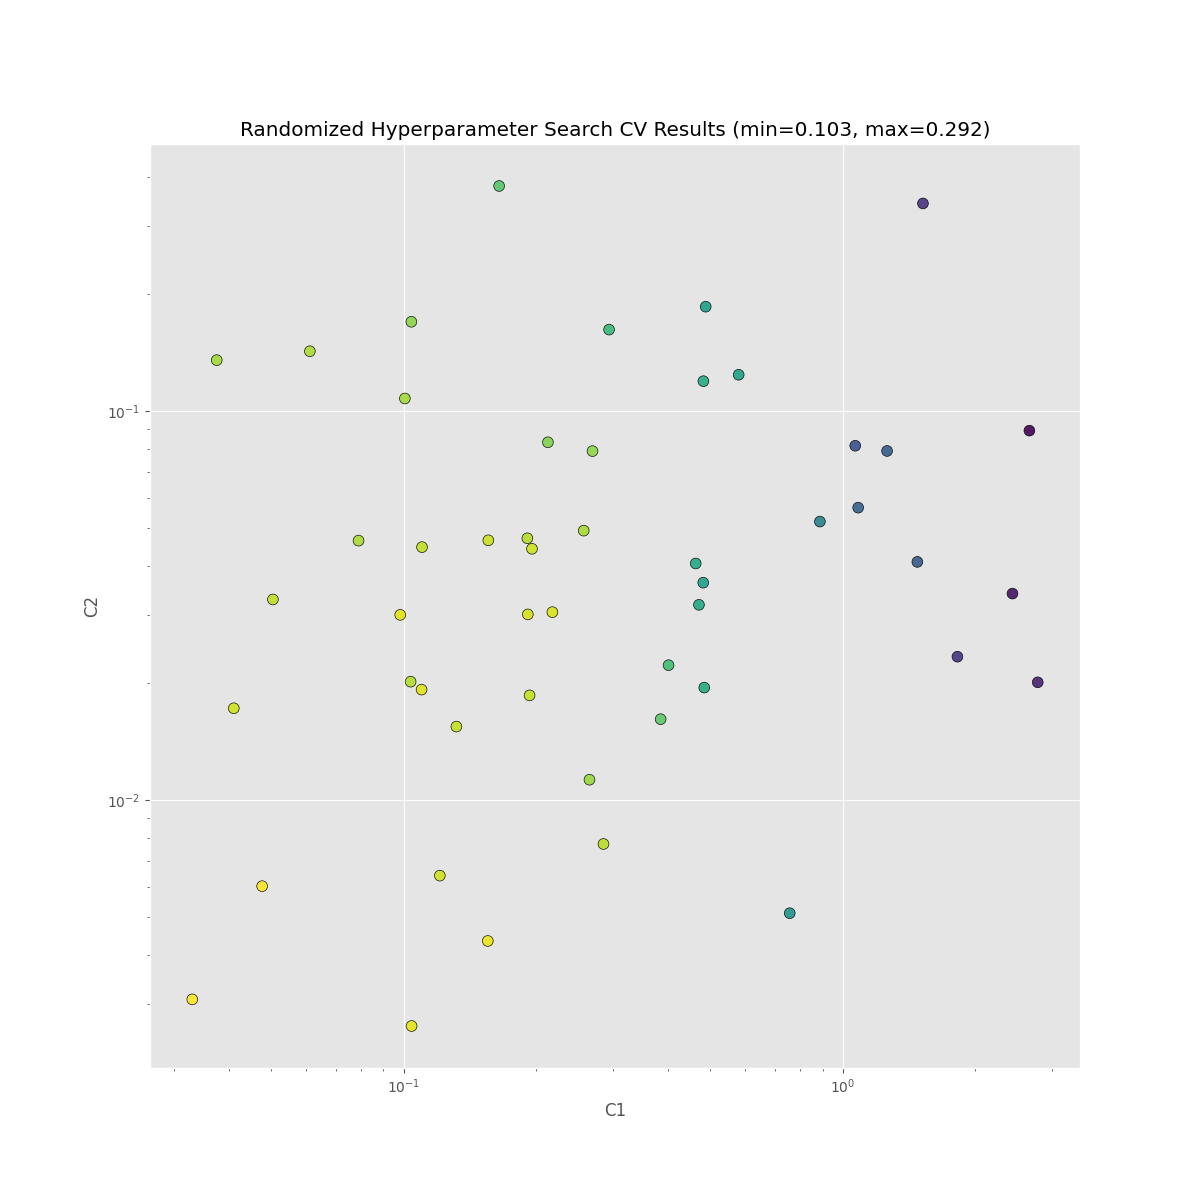 Randomized Hyperparameter Search CV Results (min=0.103, max=0.292)
10⁻¹
C2
10⁻²
10⁻¹ 10⁰
C1